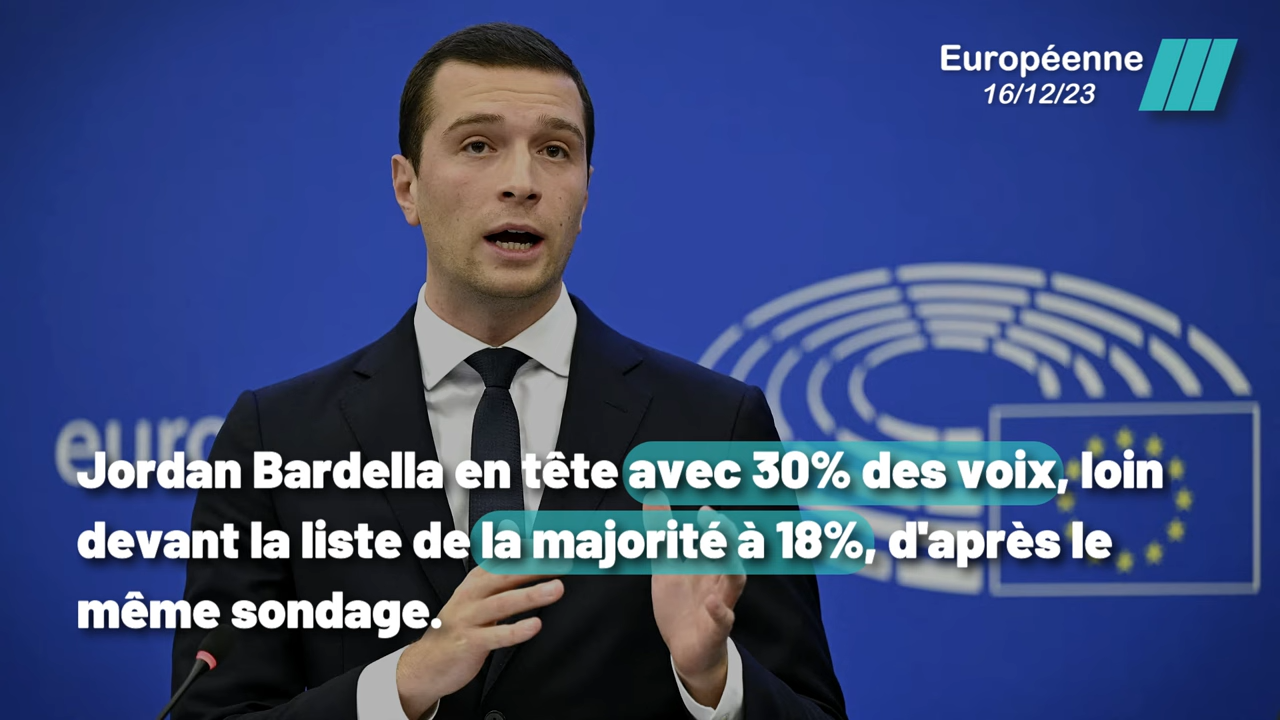 Européenne
16/12/23
euro
Jordan Bardella en tête avec 30% des voix, loin
devant la liste de la majorité à 18%, d'après le
même sondage.